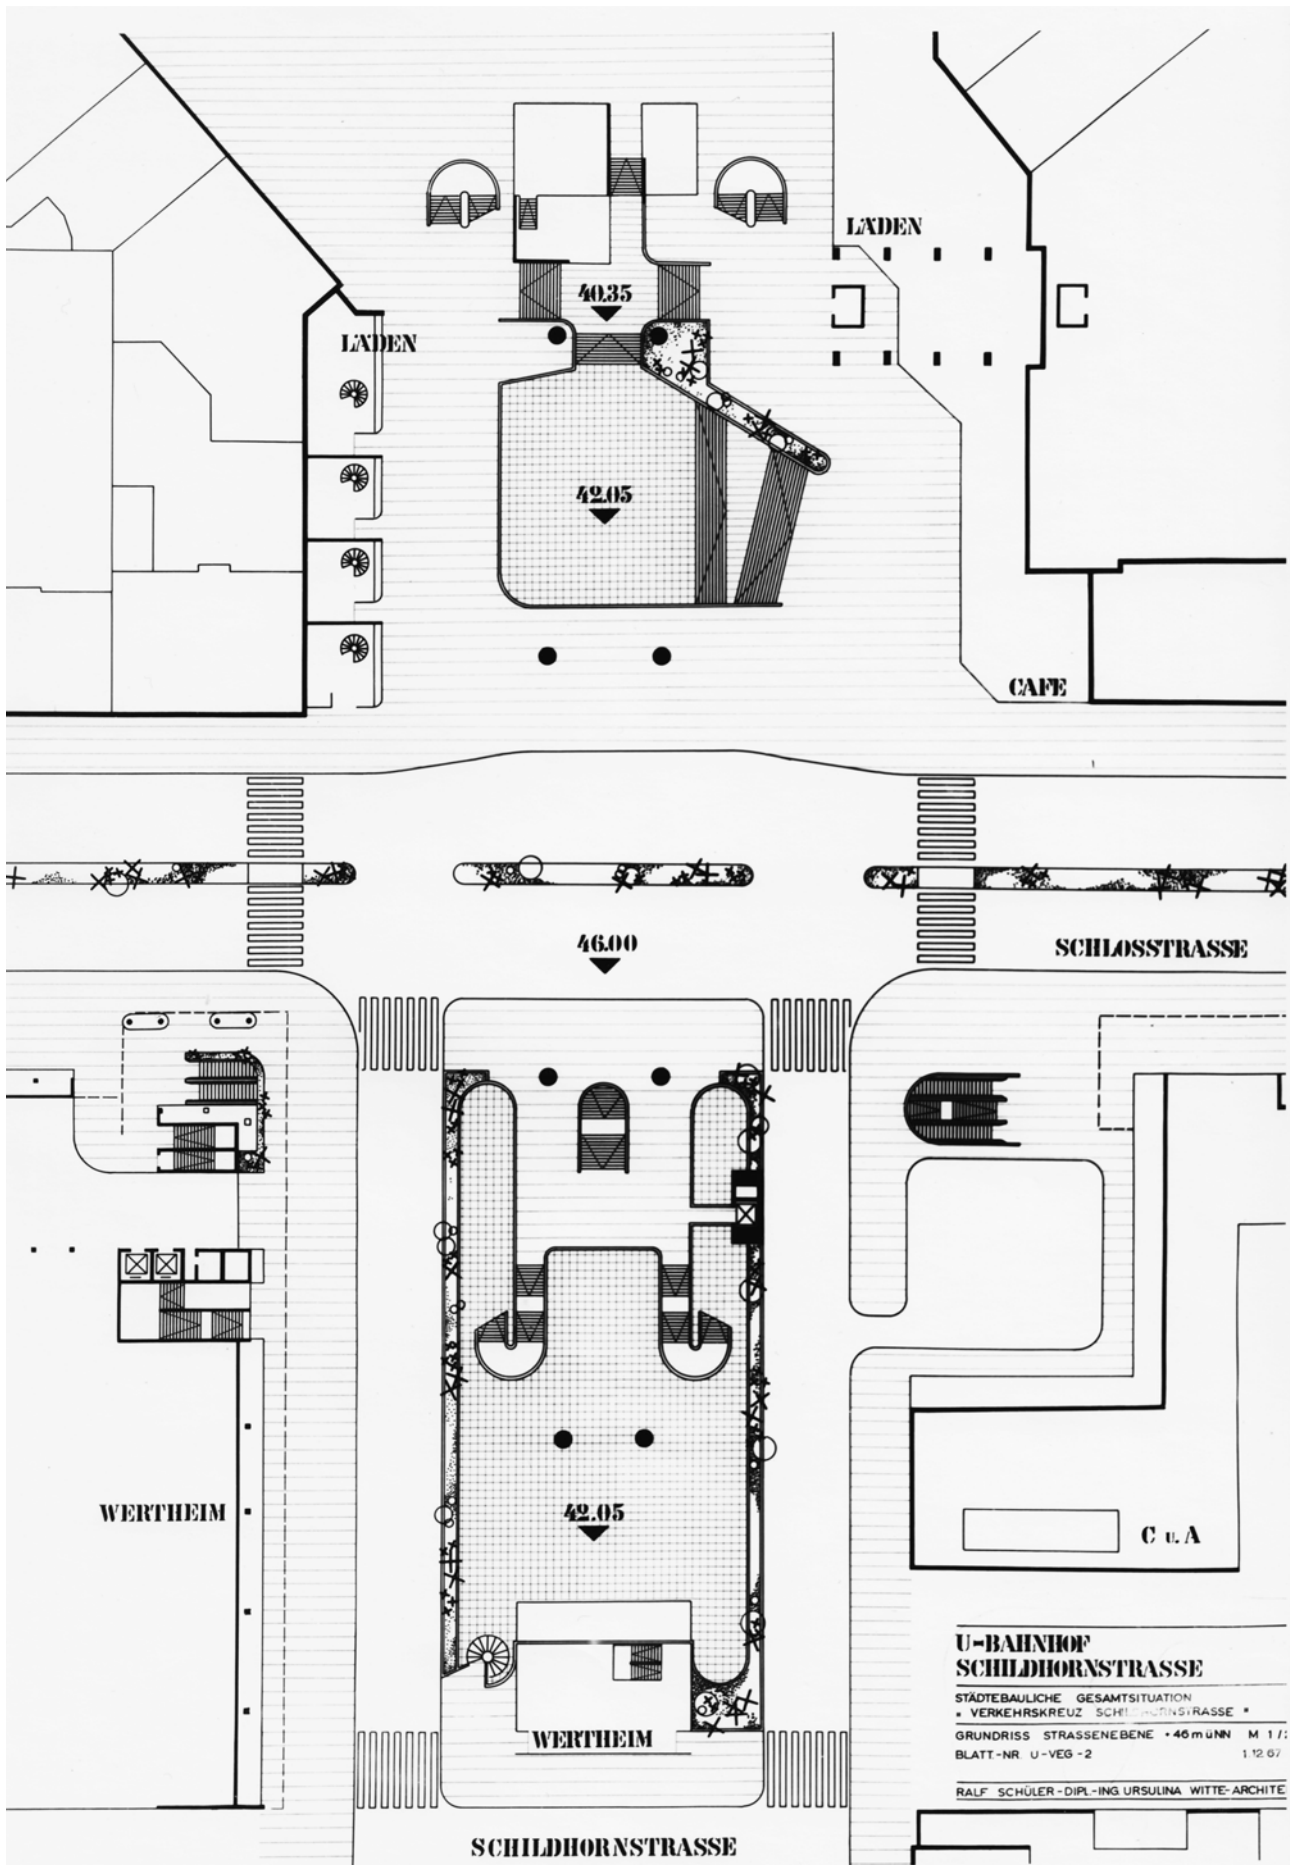 LÄDEN
40.35
LÄDEN
42.05
CAFE
46.00
SCHLOSSTRASSE
WERTHEIM
42.05
C u. A
U-BAHNHOF
SCHILDHORNSTRASSE
STÄDTEBAULICHE GESAMTSITUATION
" VERKEHRSKREUZ SCHILDHORNSTRASSE "
GRUNDRISS STRASSENEBENE +46 m üNN M 1/
BLATT-NR. U-VEG-2 1.12.67
RALF SCHÜLER-DIPL.-ING. URSULINA WITTE-ARCHITE
WERTHEIM
SCHILDHORNSTRASSE